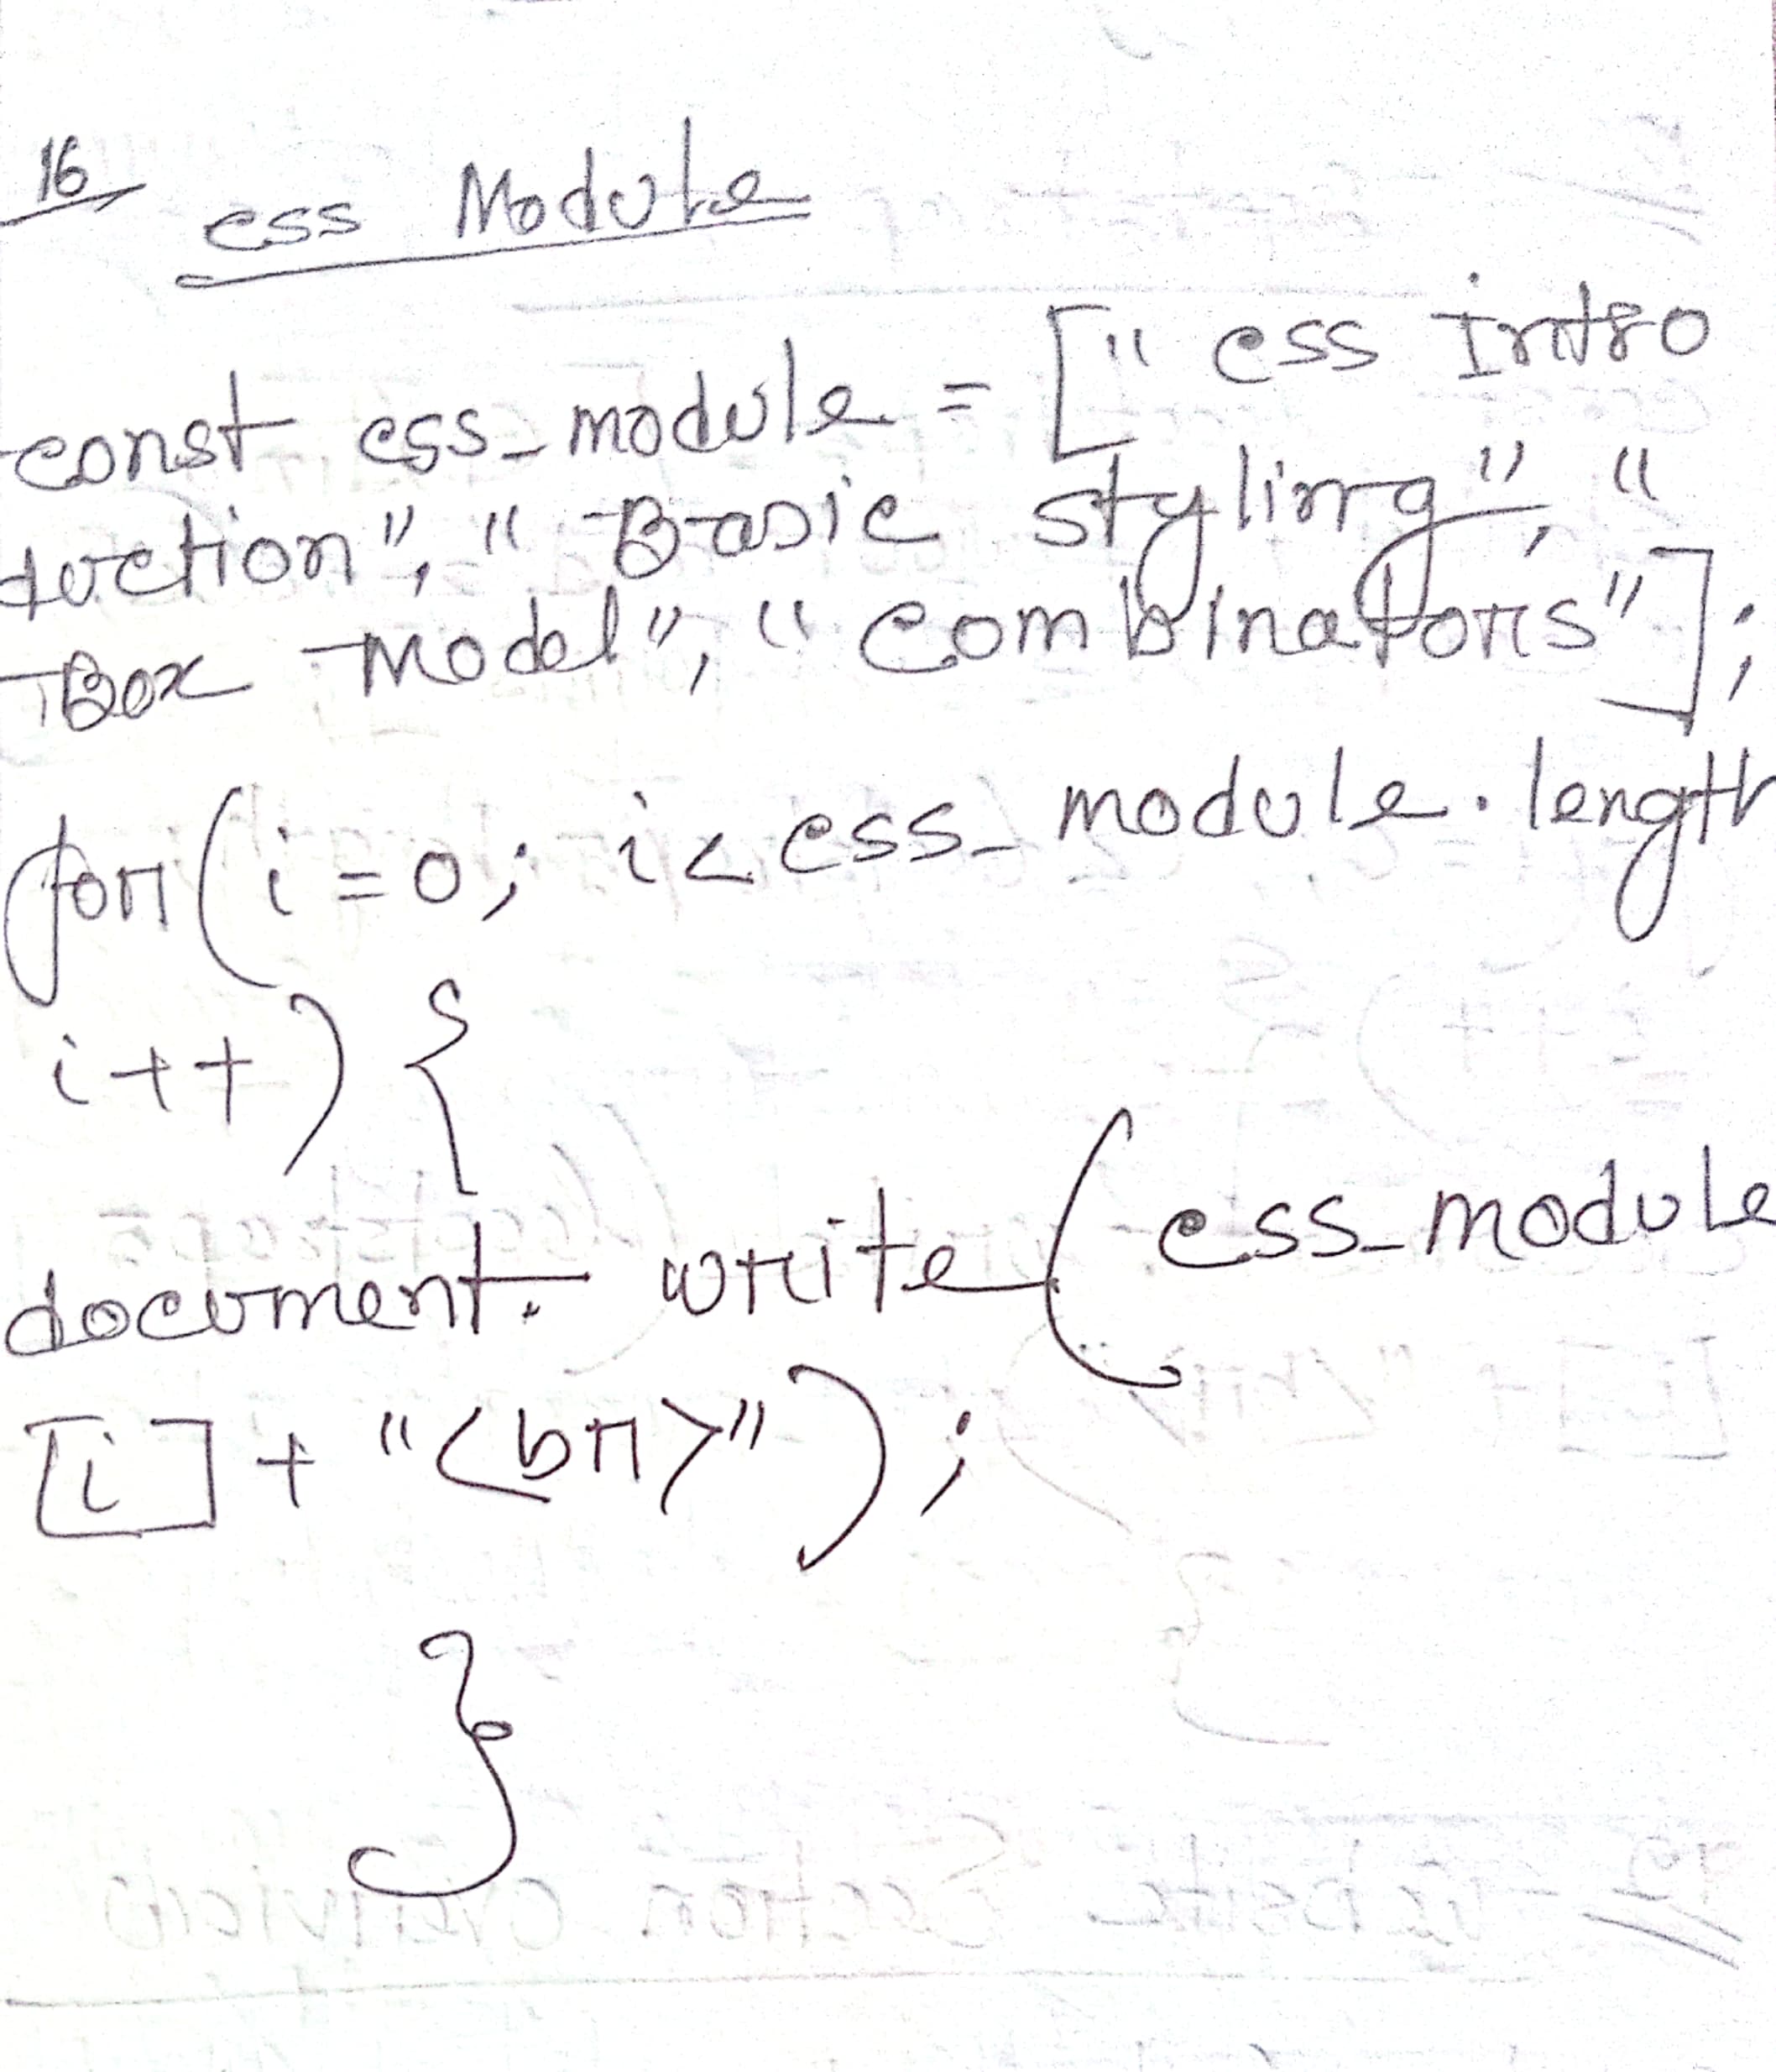 16
css Module
const css_module = ["css Intro
duction", "Basic styling", "
Box Model", "Combinators"];
for(i=0; i<css_module.length
i++) {
document.write(css_module
[i] + "<br>");
}